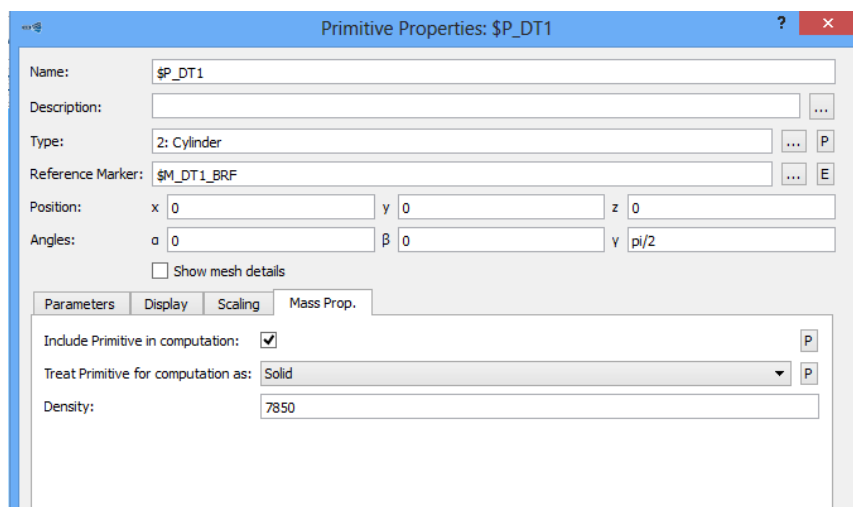 Primitive Properties: $P_DT1 ? ×
Name: $P_DT1
Description: ...
Type: 2: Cylinder ... P
Reference Marker: $M_DT1_BRF ... E
Position: x 0 y 0 z 0
Angles: α 0 β 0 γ pi/2
Show mesh details
Parameters Display Scaling Mass Prop.
Include Primitive in computation: P
Treat Primitive for computation as: Solid P
Density: 7850